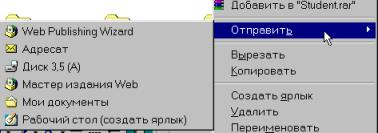 Добавить в "Student.rar"
Отправить
Вырезать
Копировать
Создать ярлык
Удалить
Переименовать
Web Publishing Wizard
Адресат
Диск 3,5 (A)
Мастер издания Web
Мои документы
Рабочий стол (создать ярлык)